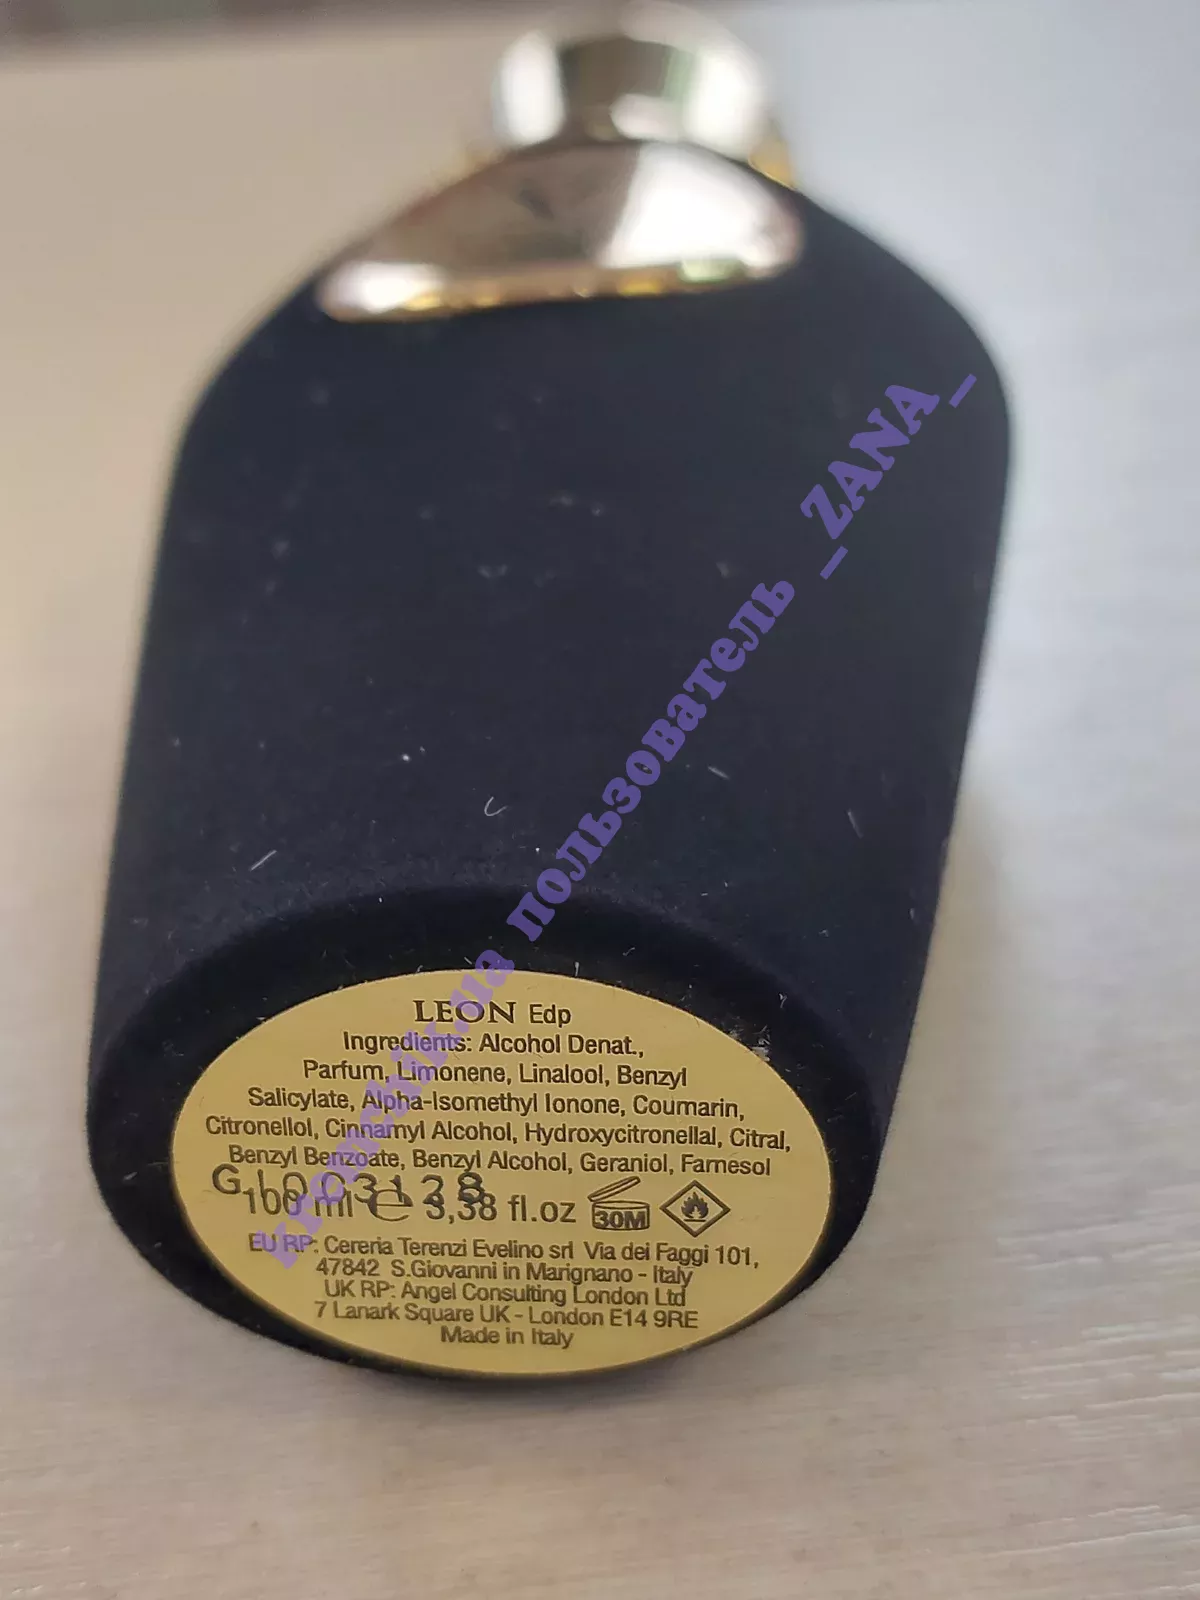 LEON Edp
Ingredients: Alcohol Denat.,
Parfum, Limonene, Linalool, Benzyl
Salicylate, Alpha-Isomethyl Ionone, Coumarin,
Citronellol, Cinnamyl Alcohol, Hydroxycitronellal, Citral,
Benzyl Benzoate, Benzyl Alcohol, Geraniol, Farnesol
100 ml e 3,38 fl.oz 30M
EU RP: Cereria Terenzi Evelino srl Via dei Faggi 101,
47842 S.Giovanni in Marignano - Italy
UK RP: Angel Consulting London Ltd
7 Lanark Square UK - London E14 9RE
Made in Italy
kremchik.ua пользователь _ZANA_